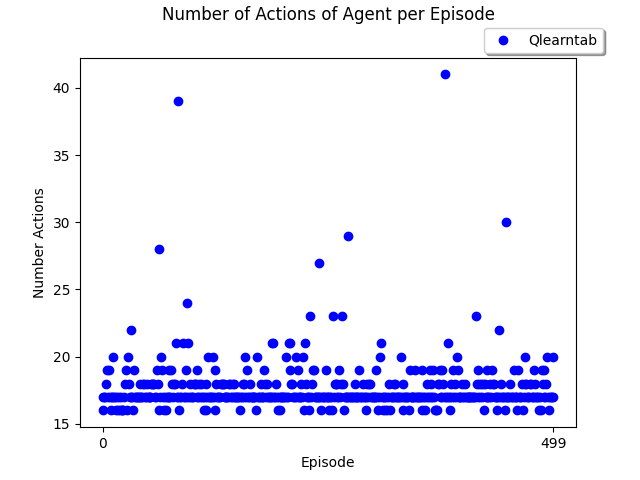 Number of Actions of Agent per Episode
Qlearntab
40
35
30
25
20
15
Number Actions
0
499
Episode